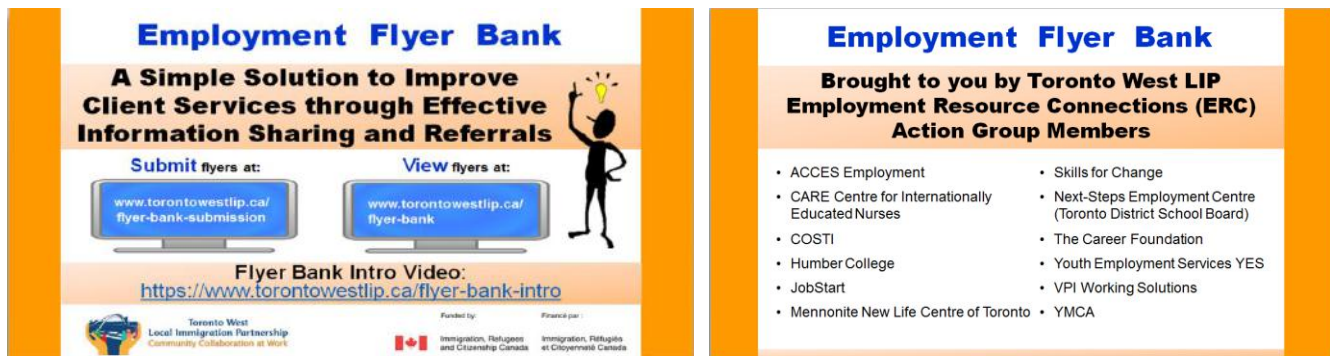 Employment Flyer Bank
A Simple Solution to Improve
Client Services through Effective
Information Sharing and Referrals
Submit flyers at:
www.torontowestlip.ca/
flyer-bank-submission
View flyers at:
www.torontowestlip.ca/
flyer-bank
Flyer Bank Intro Video:
https://www.torontowestlip.ca/flyer-bank-intro
Toronto West
Local Immigration Partnership
Community Collaboration at Work
Funded by:
Immigration, Refugees
and Citizenship Canada
Financé par :
Immigration, Réfugiés
et Citoyenneté Canada
Employment Flyer Bank
Brought to you by Toronto West LIP
Employment Resource Connections (ERC)
Action Group Members
• ACCES Employment
• CARE Centre for Internationally
Educated Nurses
• COSTI
• Humber College
• JobStart
• Mennonite New Life Centre of Toronto
• Skills for Change
• Next-Steps Employment Centre
(Toronto District School Board)
• The Career Foundation
• Youth Employment Services YES
• VPI Working Solutions
• YMCA